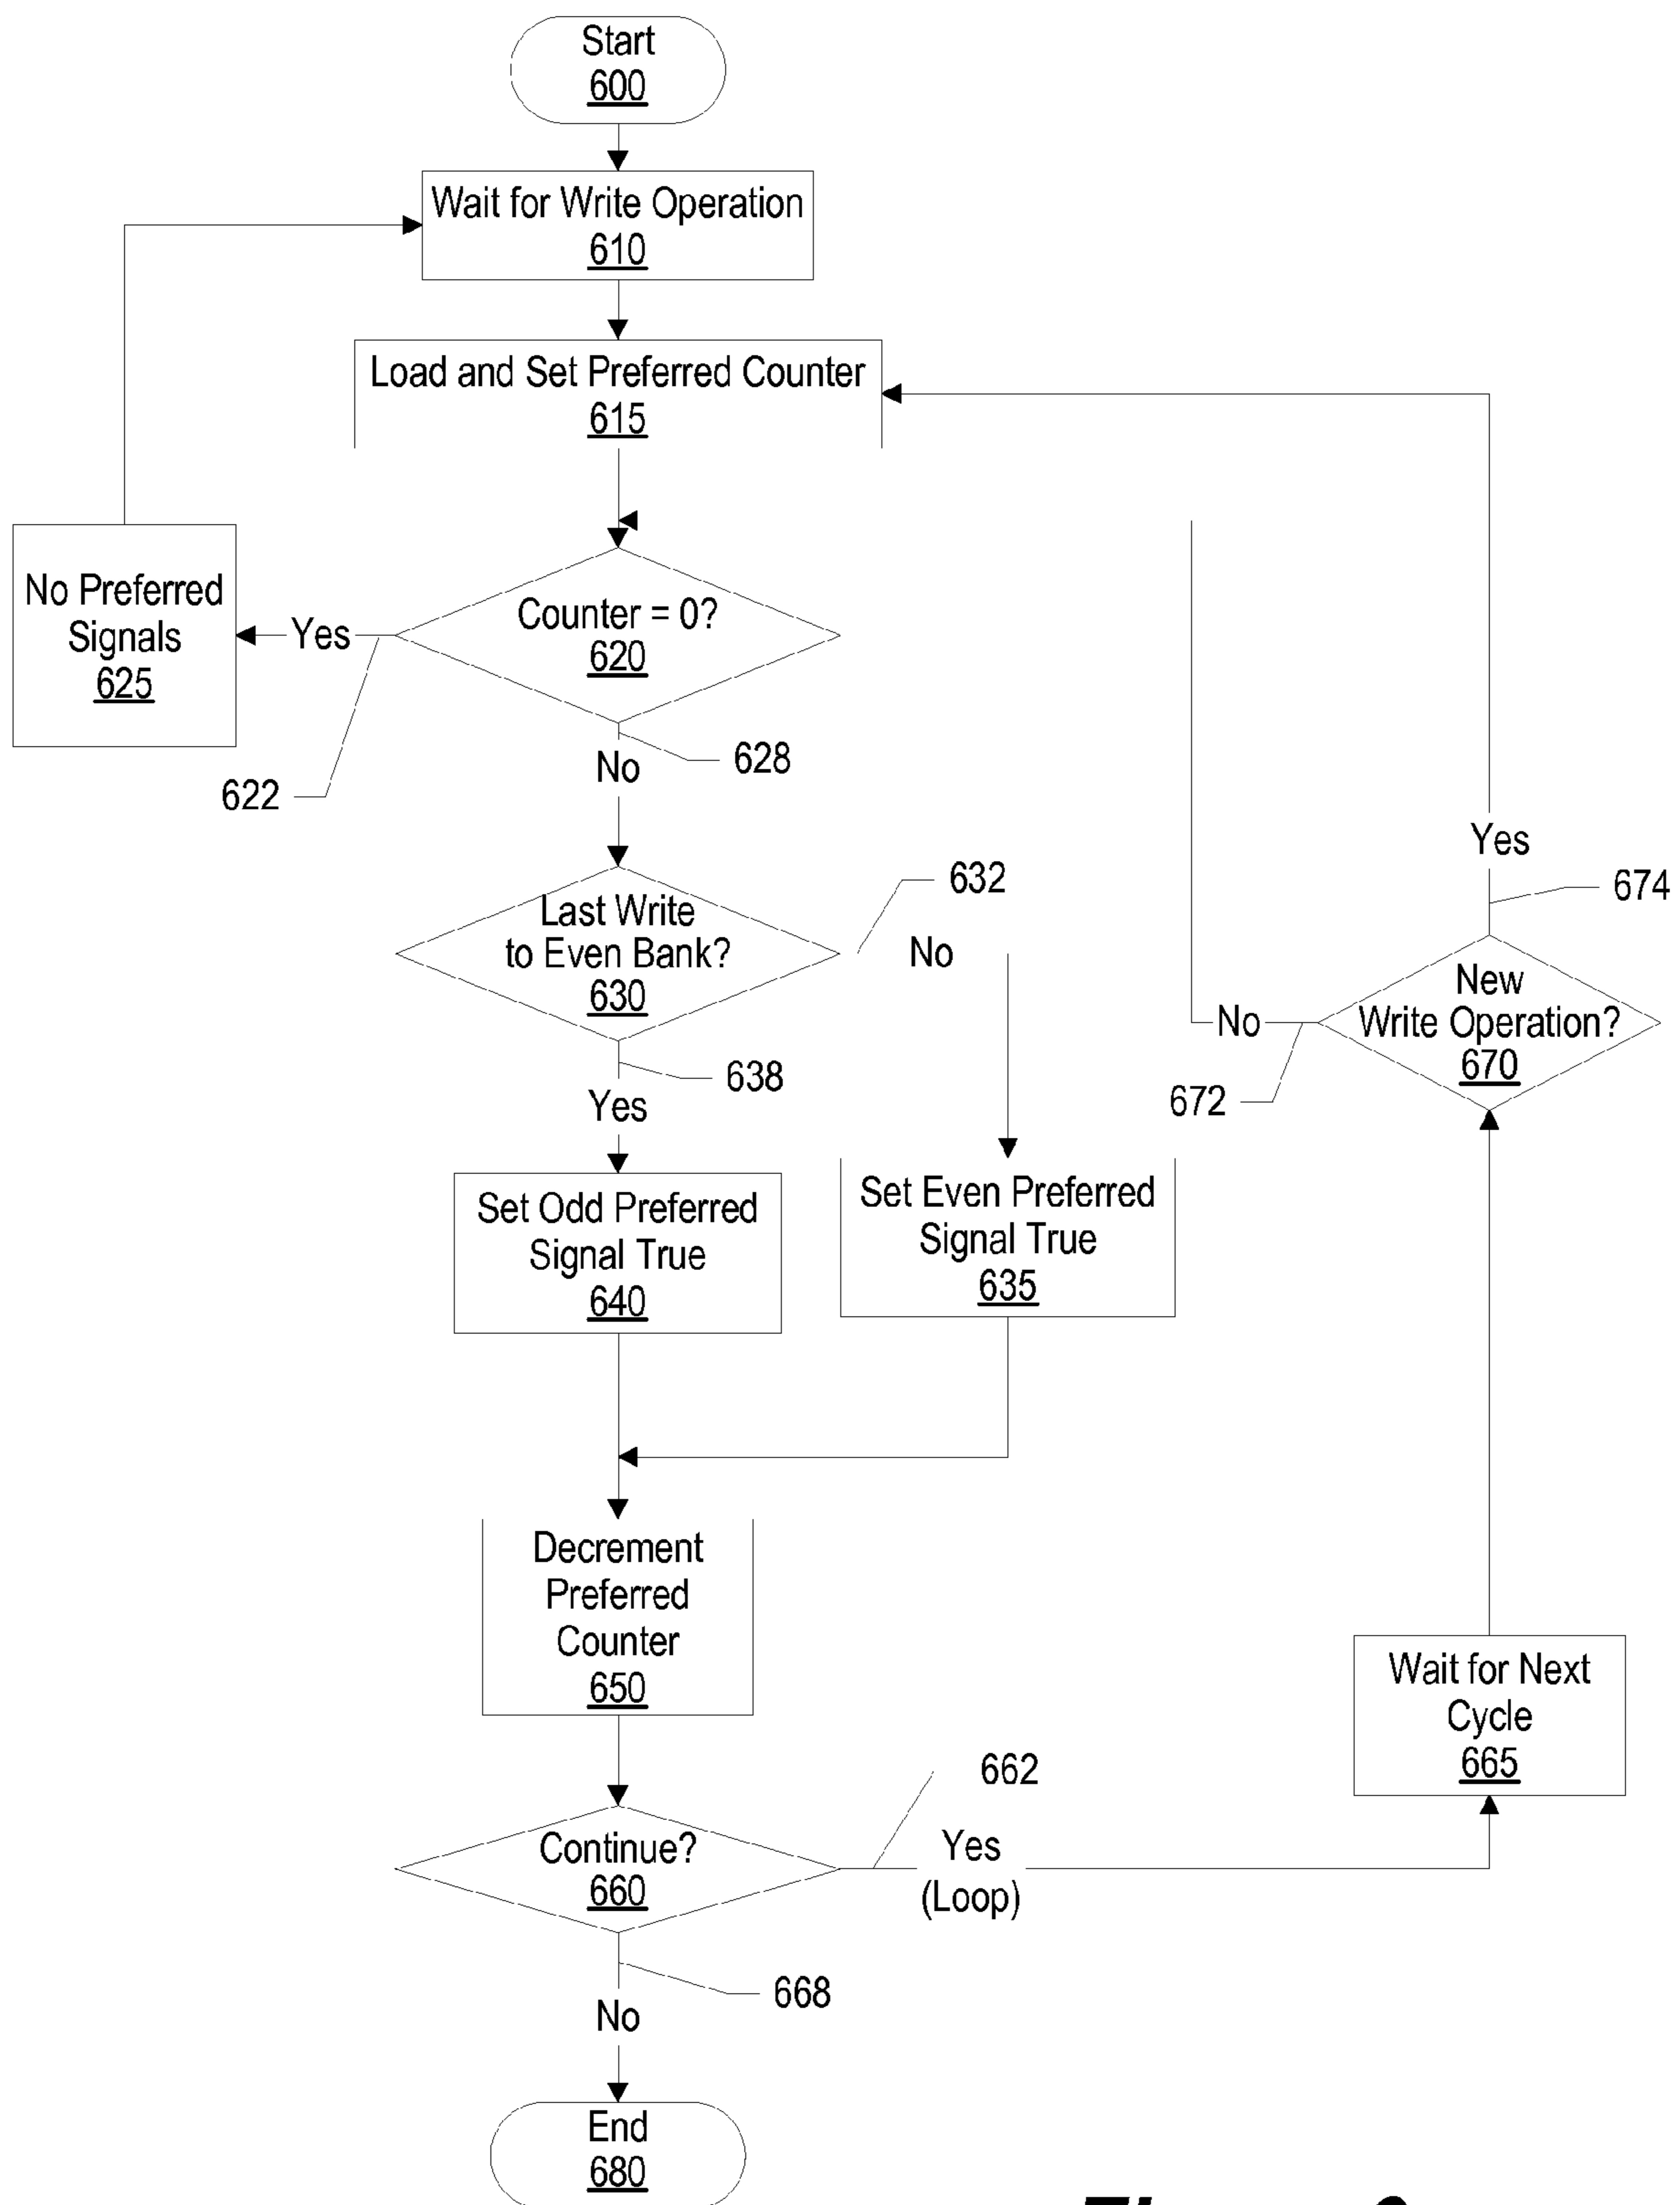 Start
600
Wait for Write Operation
610
Load and Set Preferred Counter
615
No Preferred
Signals
625
Yes
Counter = 0?
620
622
628
No
Last Write
to Even Bank?
630
632
No
638
Yes
Yes
674
New
Write Operation?
670
No
672
Set Odd Preferred
Signal True
640
Set Even Preferred
Signal True
635
Decrement
Preferred
Counter
650
Wait for Next
Cycle
665
Continue?
660
662
Yes
(Loop)
668
No
End
680